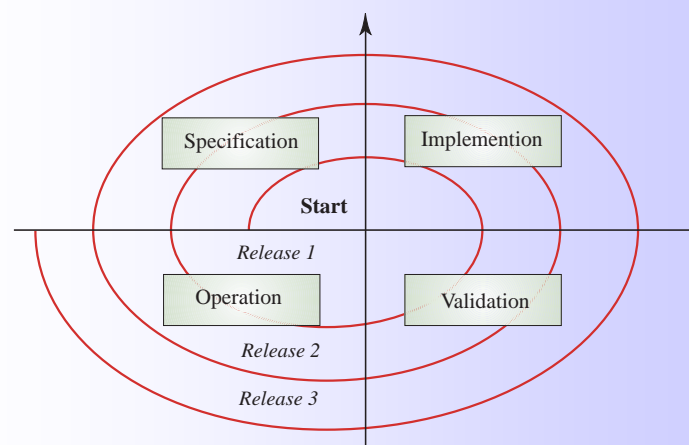 Specification
Implemention
Start
Release 1
Operation
Validation
Release 2
Release 3